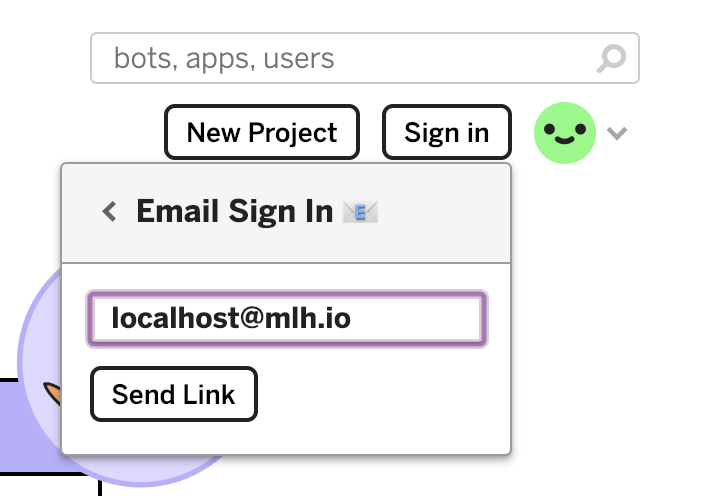 bots, apps, users
New Project
Sign in
Email Sign In 📧
localhost@mlh.io
Send Link